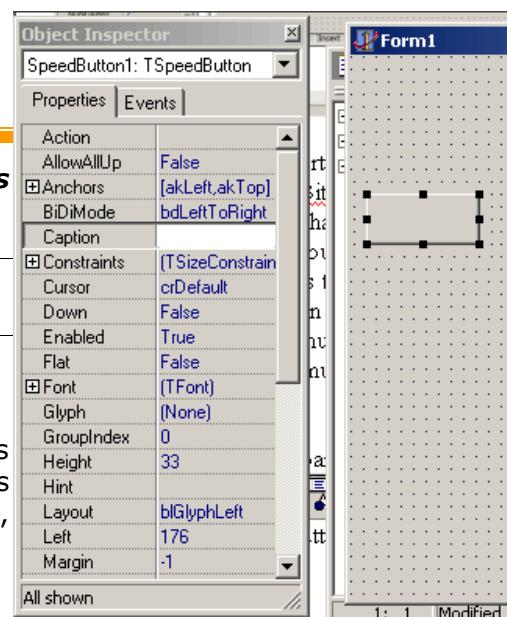 Object Inspector
SpeedButton1: TSpeedButton
Properties Events
Action
AllowAllUp False
Anchors [akLeft,akTop]
BiDiMode bdLeftToRight
Caption
Constraints (TSizeConstrain
Cursor crDefault
Down False
Enabled True
Flat False
Font (TFont)
Glyph (None)
GroupIndex 0
Height 33
Hint
Layout blGlyphLeft
Left 176
Margin -1
All shown
Insert
Form1
1: 1 Modified